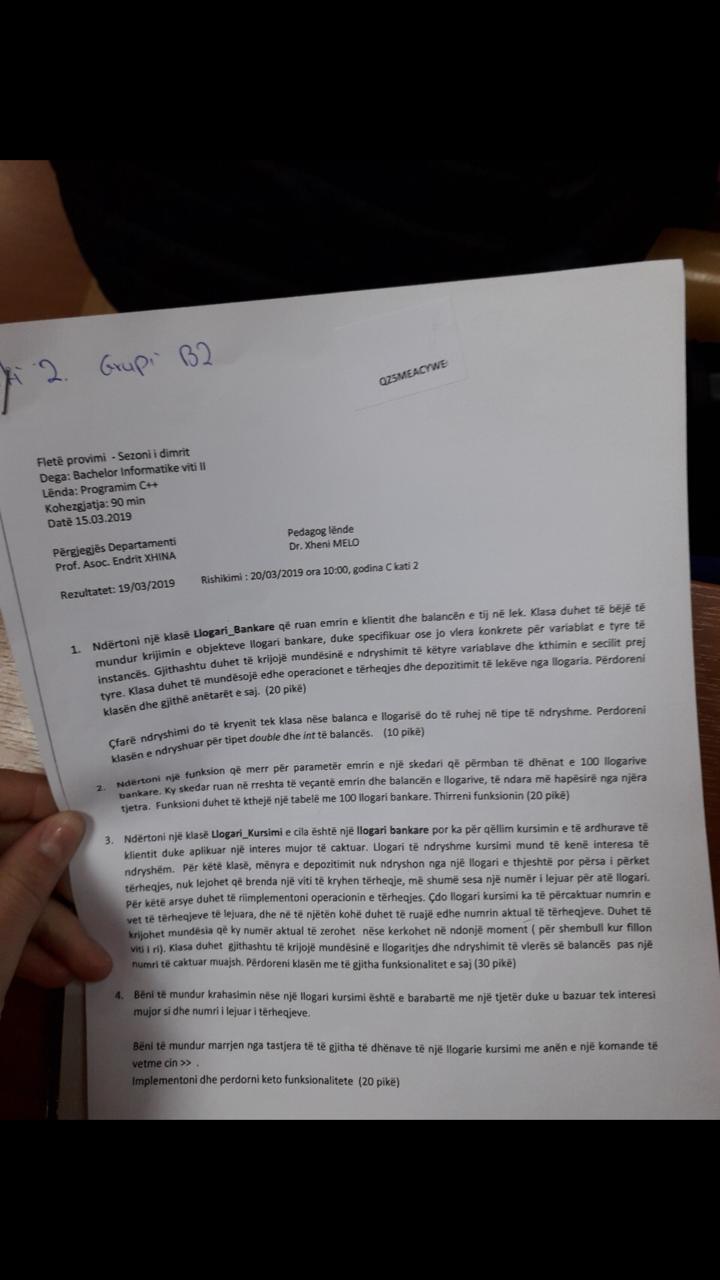 2. Grupi B2
QZSMEACYWE
Fletë provimi - Sezoni i dimrit
Dega: Bachelor Informatike viti II
Lënda: Programim C++
Kohezgjatja: 90 min
Datë 15.03.2019
Përgjegjës Departamenti
Prof. Asoc. Endrit XHINA
Pedagog lënde
Dr. Xheni MELO
Rezultatet: 19/03/2019 Rishikimi : 20/03/2019 ora 10:00, godina C kati 2
1. Ndërtoni një klasë Llogari_Bankare që ruan emrin e klientit dhe balancën e tij në lek. Klasa duhet të bëjë të
mundur krijimin e objekteve llogari bankare, duke specifikuar ose jo vlera konkrete për variablat e tyre të
instancës. Gjithashtu duhet të krijojë mundësinë e ndryshimit të këtyre variablave dhe kthimin e secilit prej
tyre. Klasa duhet të mundësojë edhe operacionet e tërheqjes dhe depozitimit të lekëve nga llogaria. Përdoreni
klasën dhe gjithë anëtarët e saj. (20 pikë)
Çfarë ndryshimi do të kryenit tek klasa nëse balanca e llogarisë do të ruhej në tipe të ndryshme. Perdoreni
klasën e ndryshuar për tipet double dhe int të balancës. (10 pikë)
2. Ndërtoni një funksion që merr për parametër emrin e një skedari që përmban të dhënat e 100 llogarive
bankare. Ky skedar ruan në rreshta të veçantë emrin dhe balancën e llogarive, të ndara me hapësirë nga njëra
tjetra. Funksioni duhet të kthejë një tabelë me 100 llogari bankare. Thirreni funksionin (20 pikë)
3. Ndërtoni një klasë Llogari_Kursimi e cila është një llogari bankare por ka për qëllim kursimin e të ardhurave të
klientit duke aplikuar një interes mujor të caktuar. Llogari të ndryshme kursimi mund të kenë interesa të
ndryshëm. Për këtë klasë, mënyra e depozitimit nuk ndryshon nga një llogari e thjeshtë por përsa i përket
tërheqjes, nuk lejohet që brenda një viti të kryhen tërheqje, më shumë sesa një numër i lejuar për atë llogari.
Për këtë arsye duhet të riimplementoni operacionin e tërheqjes. Çdo llogari kursimi ka të përcaktuar numrin e
vet të tërheqjeve të lejuara, dhe në të njëjtën kohë duhet të ruajë edhe numrin aktual të tërheqjeve. Duhet të
krijohet mundësia që ky numër aktual të zerohet nëse kerkohet në ndonjë moment ( për shembull kur fillon
viti i ri). Klasa duhet gjithashtu të krijojë mundësinë e llogaritjes dhe ndryshimit të vlerës së balancës pas një
numri të caktuar muajsh. Përdoreni klasën me të gjitha funksionalitet e saj (30 pikë)
4. Bëni të mundur krahasimin nëse një llogari kursimi është e barabartë me një tjetër duke u bazuar tek interesi
mujor si dhe numri i lejuar i tërheqjeve.
Bëni të mundur marrjen nga tastjera të të gjitha të dhënave të një llogarie kursimi me anën e një komande të
vetme cin >> .
Implementoni dhe perdorni keto funksionalitete (20 pikë)